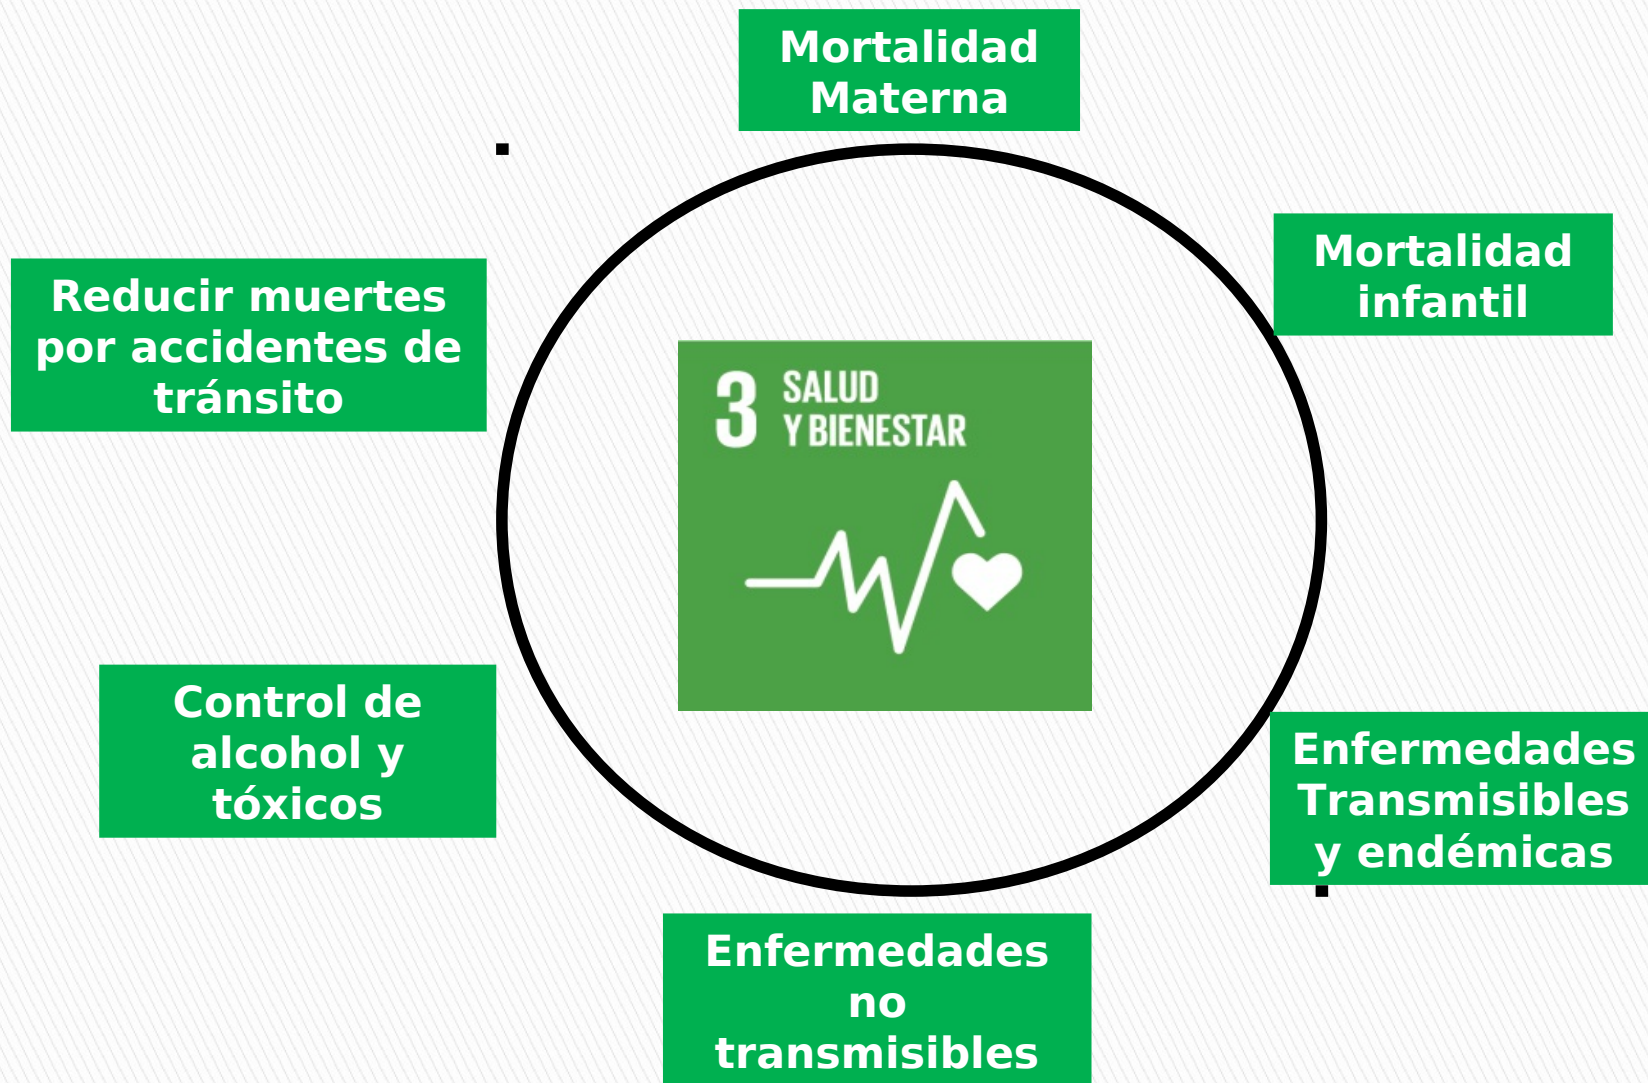 Mortalidad
Materna
Mortalidad
infantil
Reducir muertes
por accidentes de
tránsito
3 SALUD
Y BIENESTAR
Control de
alcohol y
tóxicos
Enfermedades
Transmisibles
y endémicas
Enfermedades
no
transmisibles